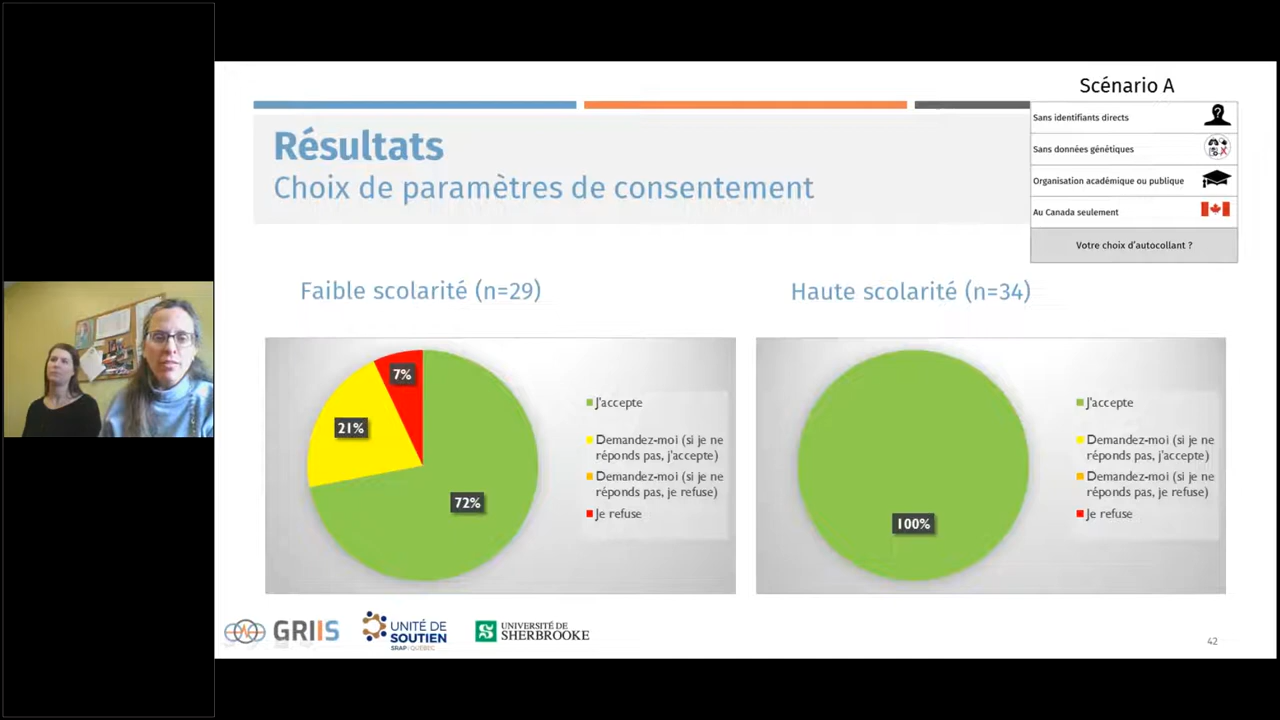 Scénario A
Sans identifiants directs
Sans données génétiques
Organisation académique ou publique
Au Canada seulement
Votre choix d'autocollant ?
Résultats
Choix de paramètres de consentement
Faible scolarité (n=29)
7%
21%
72%
J'accepte
Demandez-moi (si je ne
réponds pas, j'accepte)
Demandez-moi (si je ne
réponds pas, je refuse)
Je refuse
Haute scolarité (n=34)
100%
J'accepte
Demandez-moi (si je ne
réponds pas, j'accepte)
Demandez-moi (si je ne
réponds pas, je refuse)
Je refuse
GRIIS
UNITÉ DE
SOUTIEN
SRAP | QUÉBEC
UNIVERSITÉ DE
SHERBROOKE
42